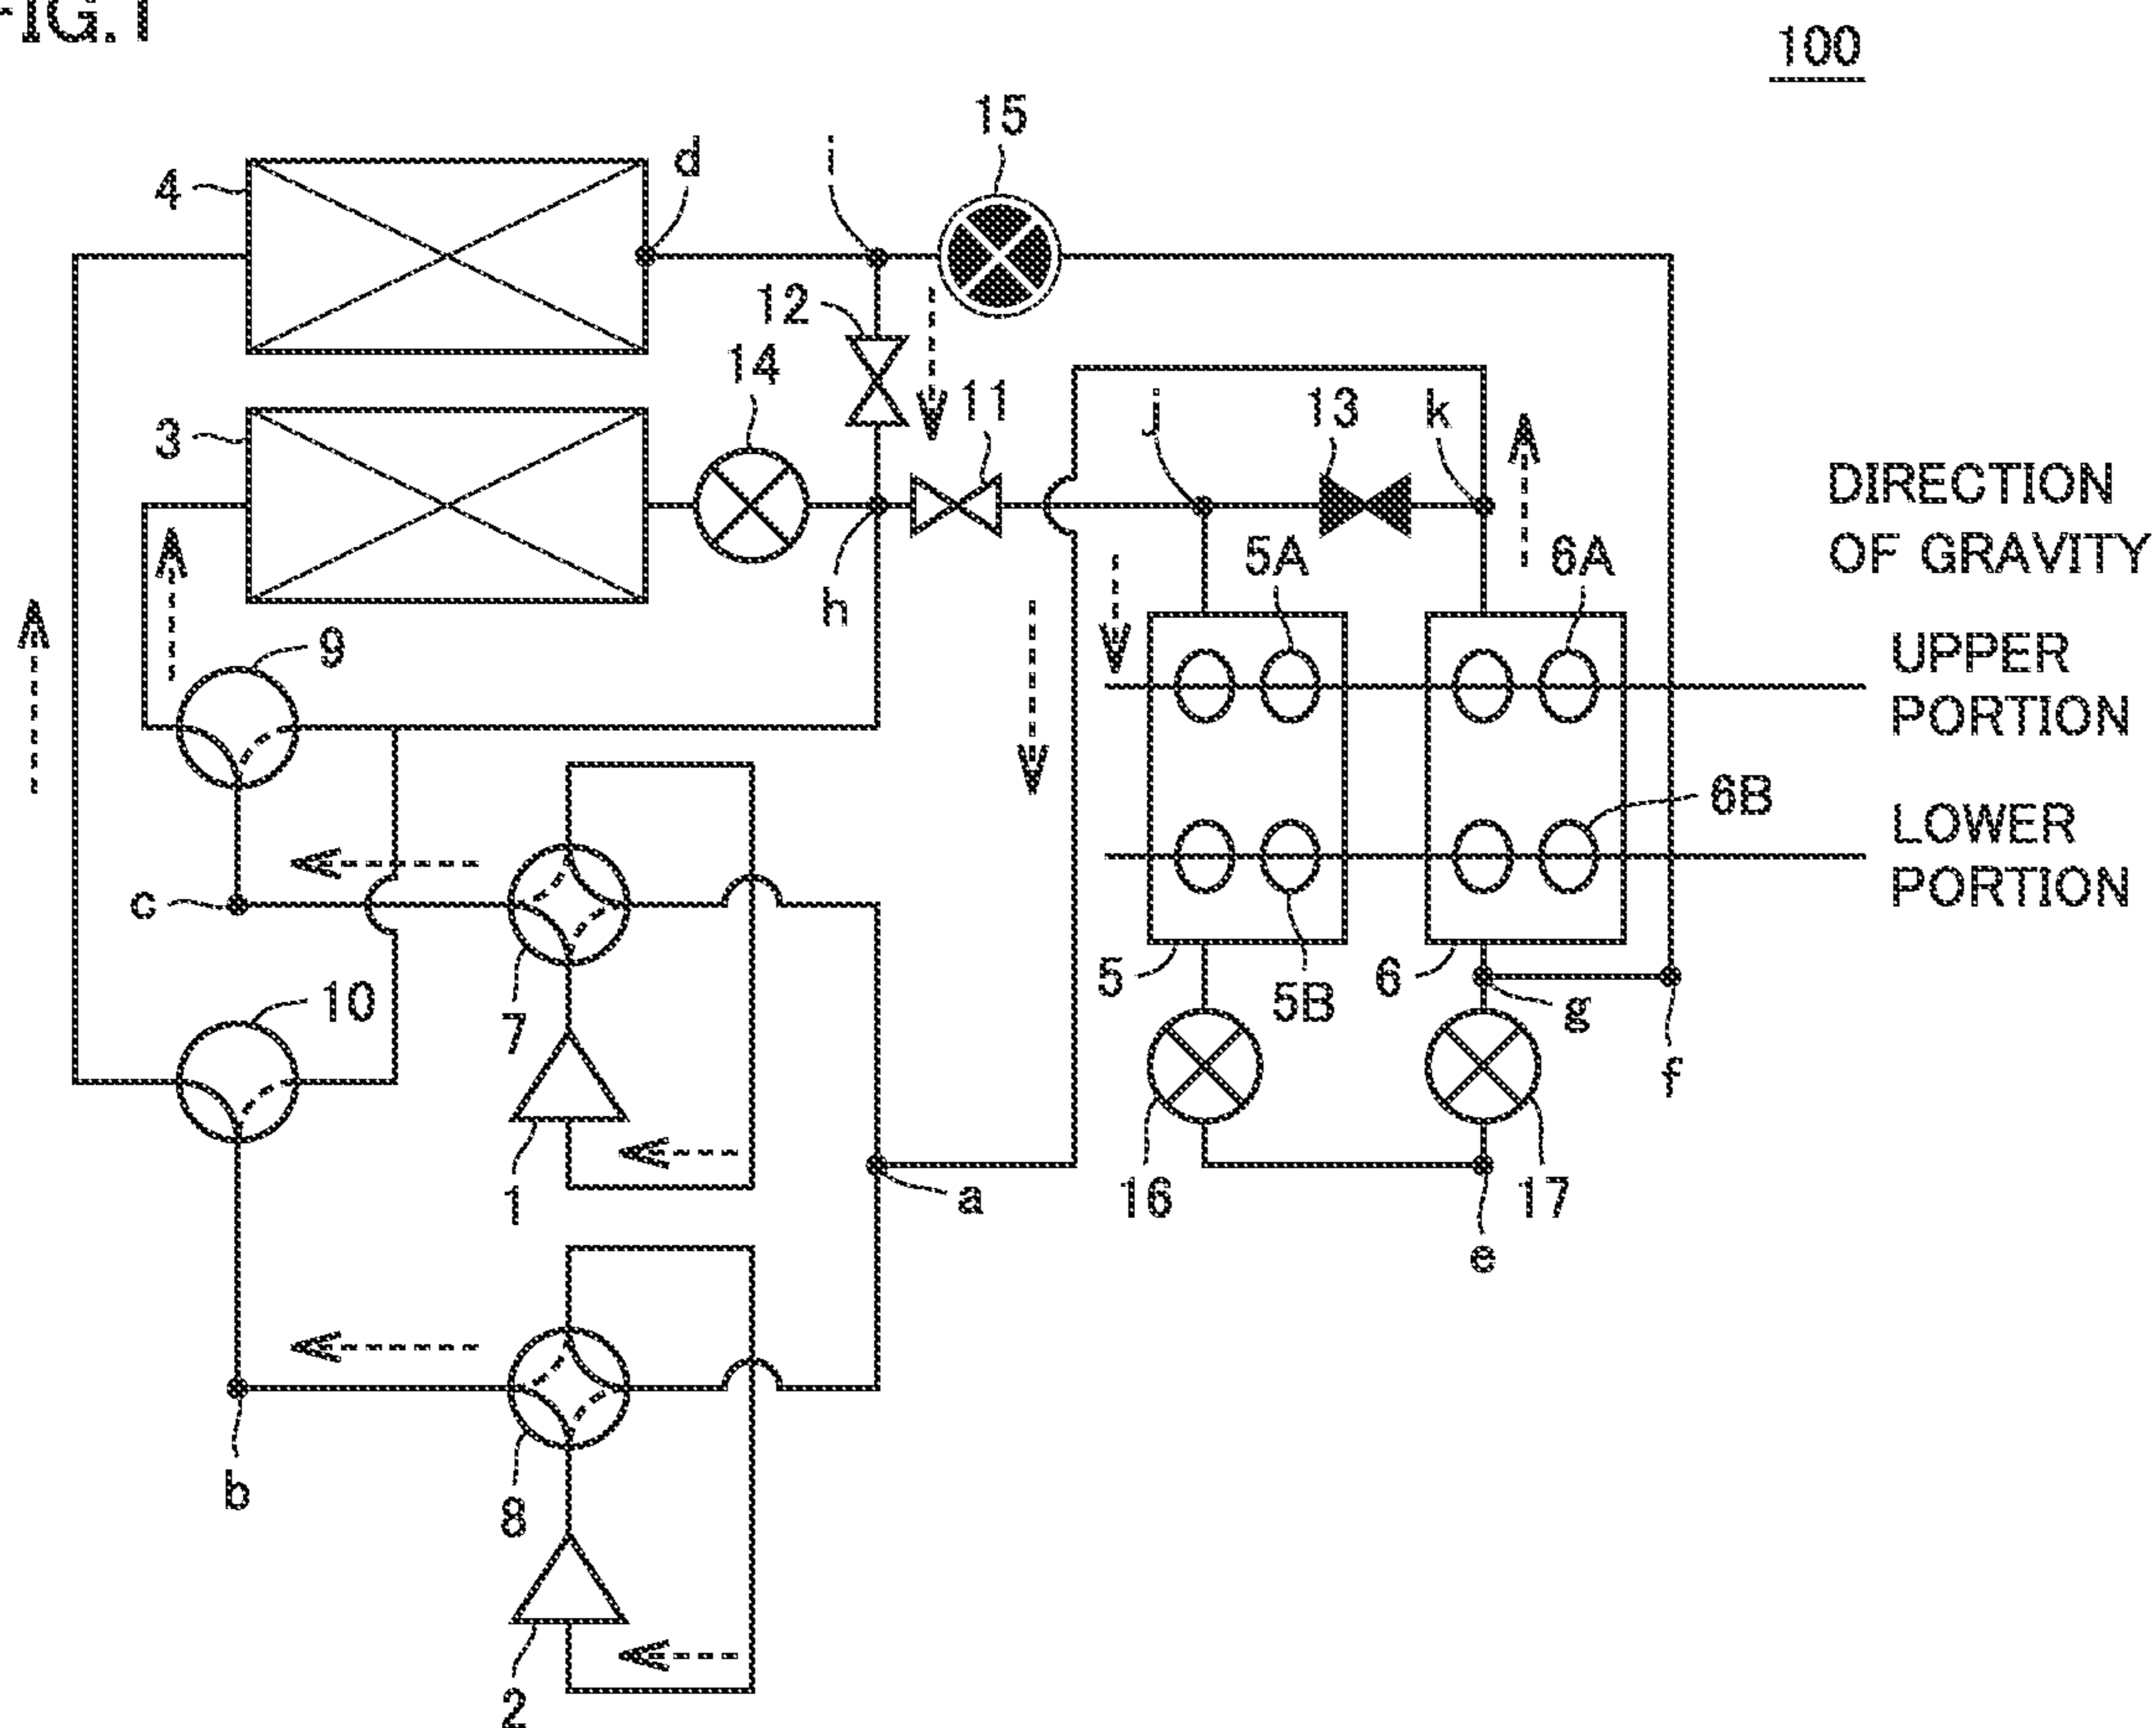 FIG.1
100
15
d
i
4
12
14
11
j
13
k
3
DIRECTION
OF GRAVITY
5A
6A
h
9
UPPER
PORTION
6B
LOWER
PORTION
c
10
7
5
5B
6
g
f
1
a
16
17
e
b
8
2